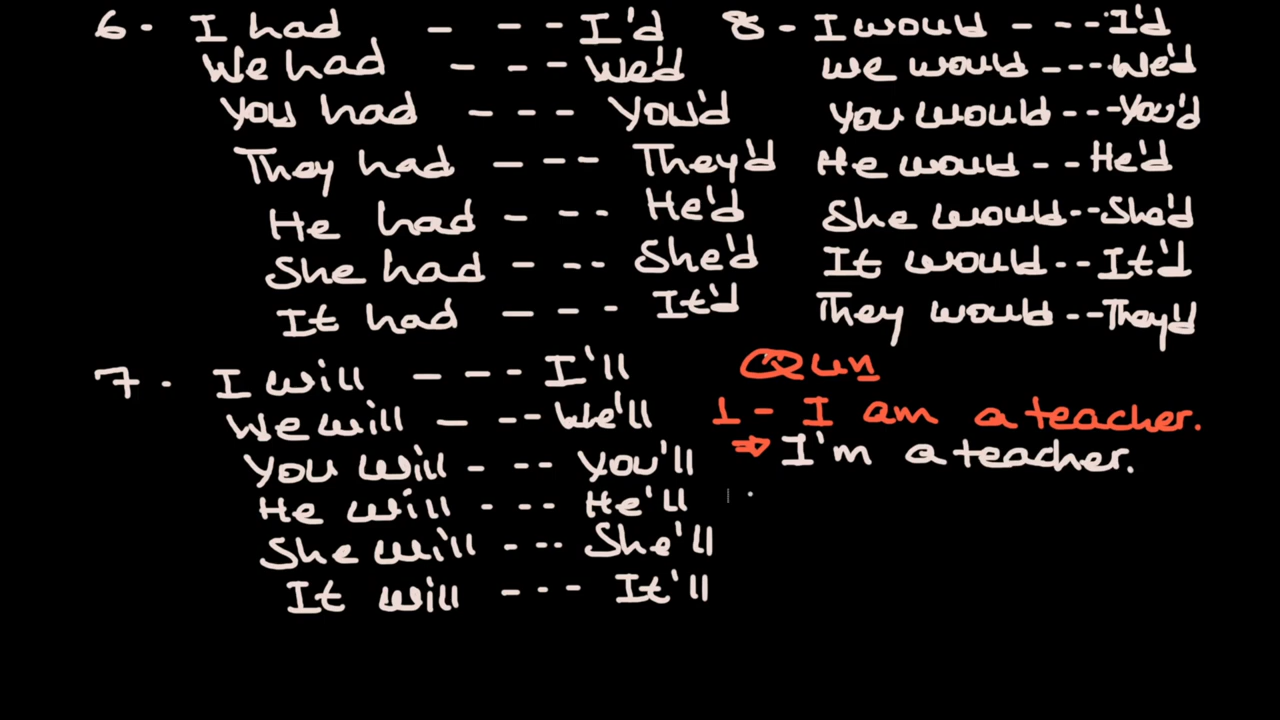 6. I had - - - I'd
We had - - - We'd
You had - - - You'd
They had - - - They'd
He had - - - He'd
She had - - - She'd
It had - - - It'd
7. I will - - - I'll
We will - - - We'll
You will - - - You'll
He will - - - He'll
She will - - - She'll
It will - - - It'll
8 - I would - - - I'd
We would - - - We'd
You would - - - You'd
He would - - He'd
She would - - She'd
It would - - It'd
They would - - They'd
Qun
1 - I am a teacher.
⇒ I'm a teacher.